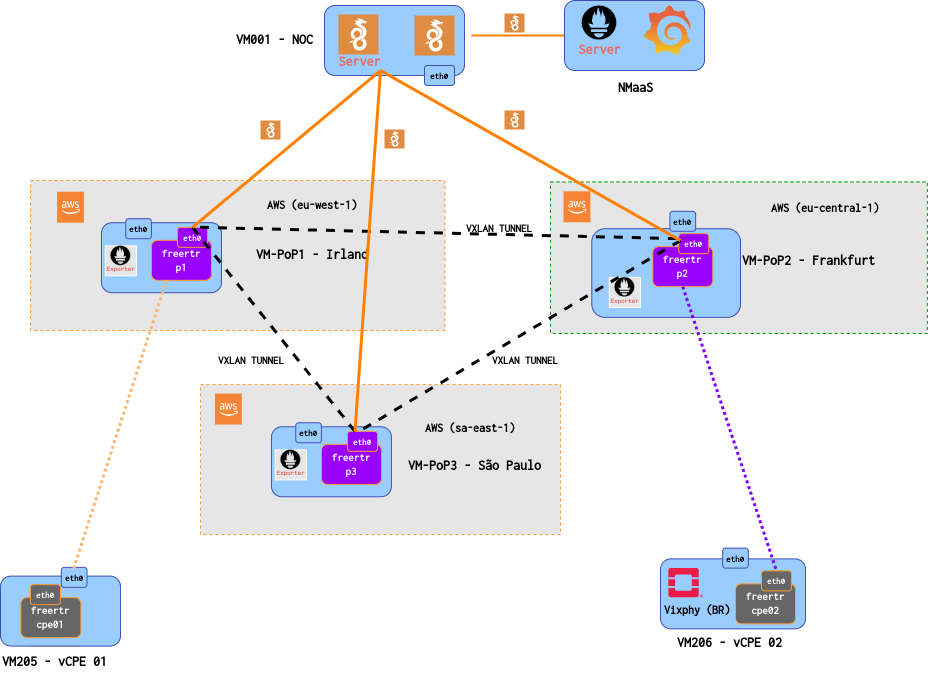 VM001 - NOC
Server
eth0
Server
NMaaS
aws
AWS (eu-west-1)
eth0
eth0
freertr
p1
Exporter
VM-PoP1 - Irland
VXLAN TUNNEL
aws
AWS (eu-central-1)
eth0
eth0
freertr
p2
Exporter
VM-PoP2 - Frankfurt
VXLAN TUNNEL
VXLAN TUNNEL
aws
AWS (sa-east-1)
eth0
eth0
freertr
p3
Exporter
VM-PoP3 - São Paulo
eth0
eth0
freertr
cpe01
VM205 - vCPE 01
eth0
eth0
freertr
cpe02
Vixphy (BR)
VM206 - vCPE 02